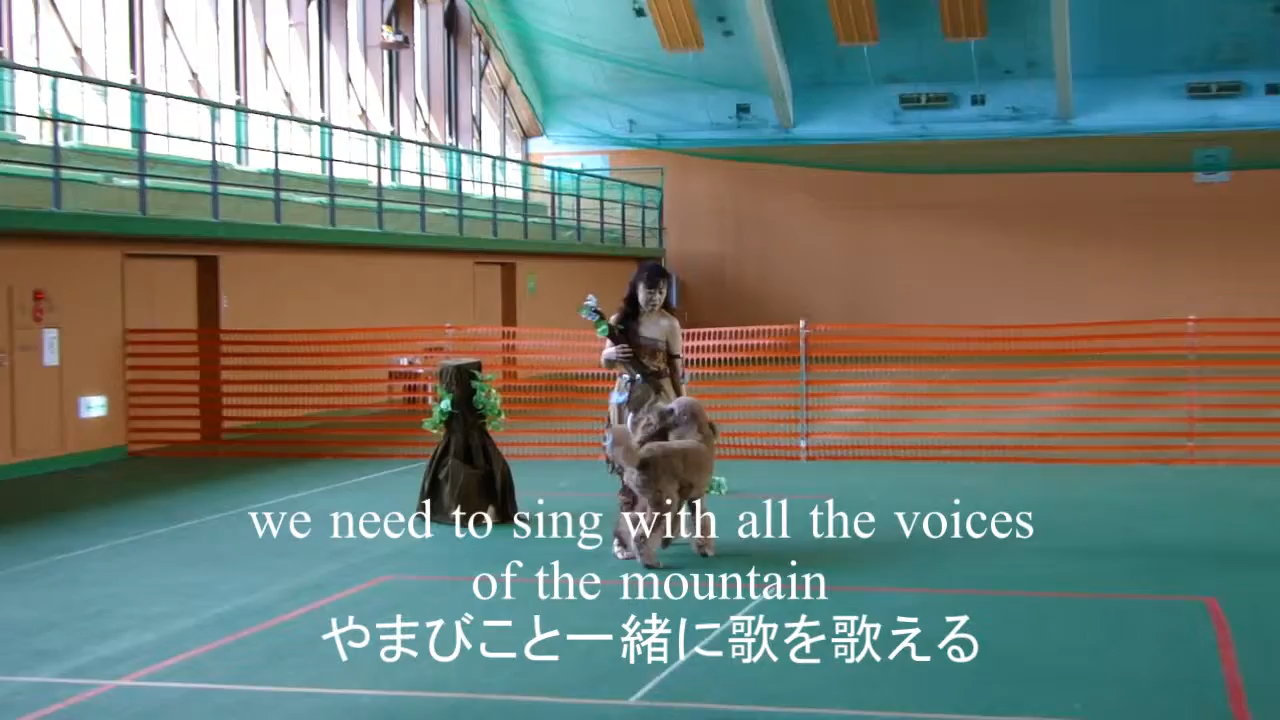 we need to sing with all the voices
of the mountain
やまびこと一緒に歌を歌える